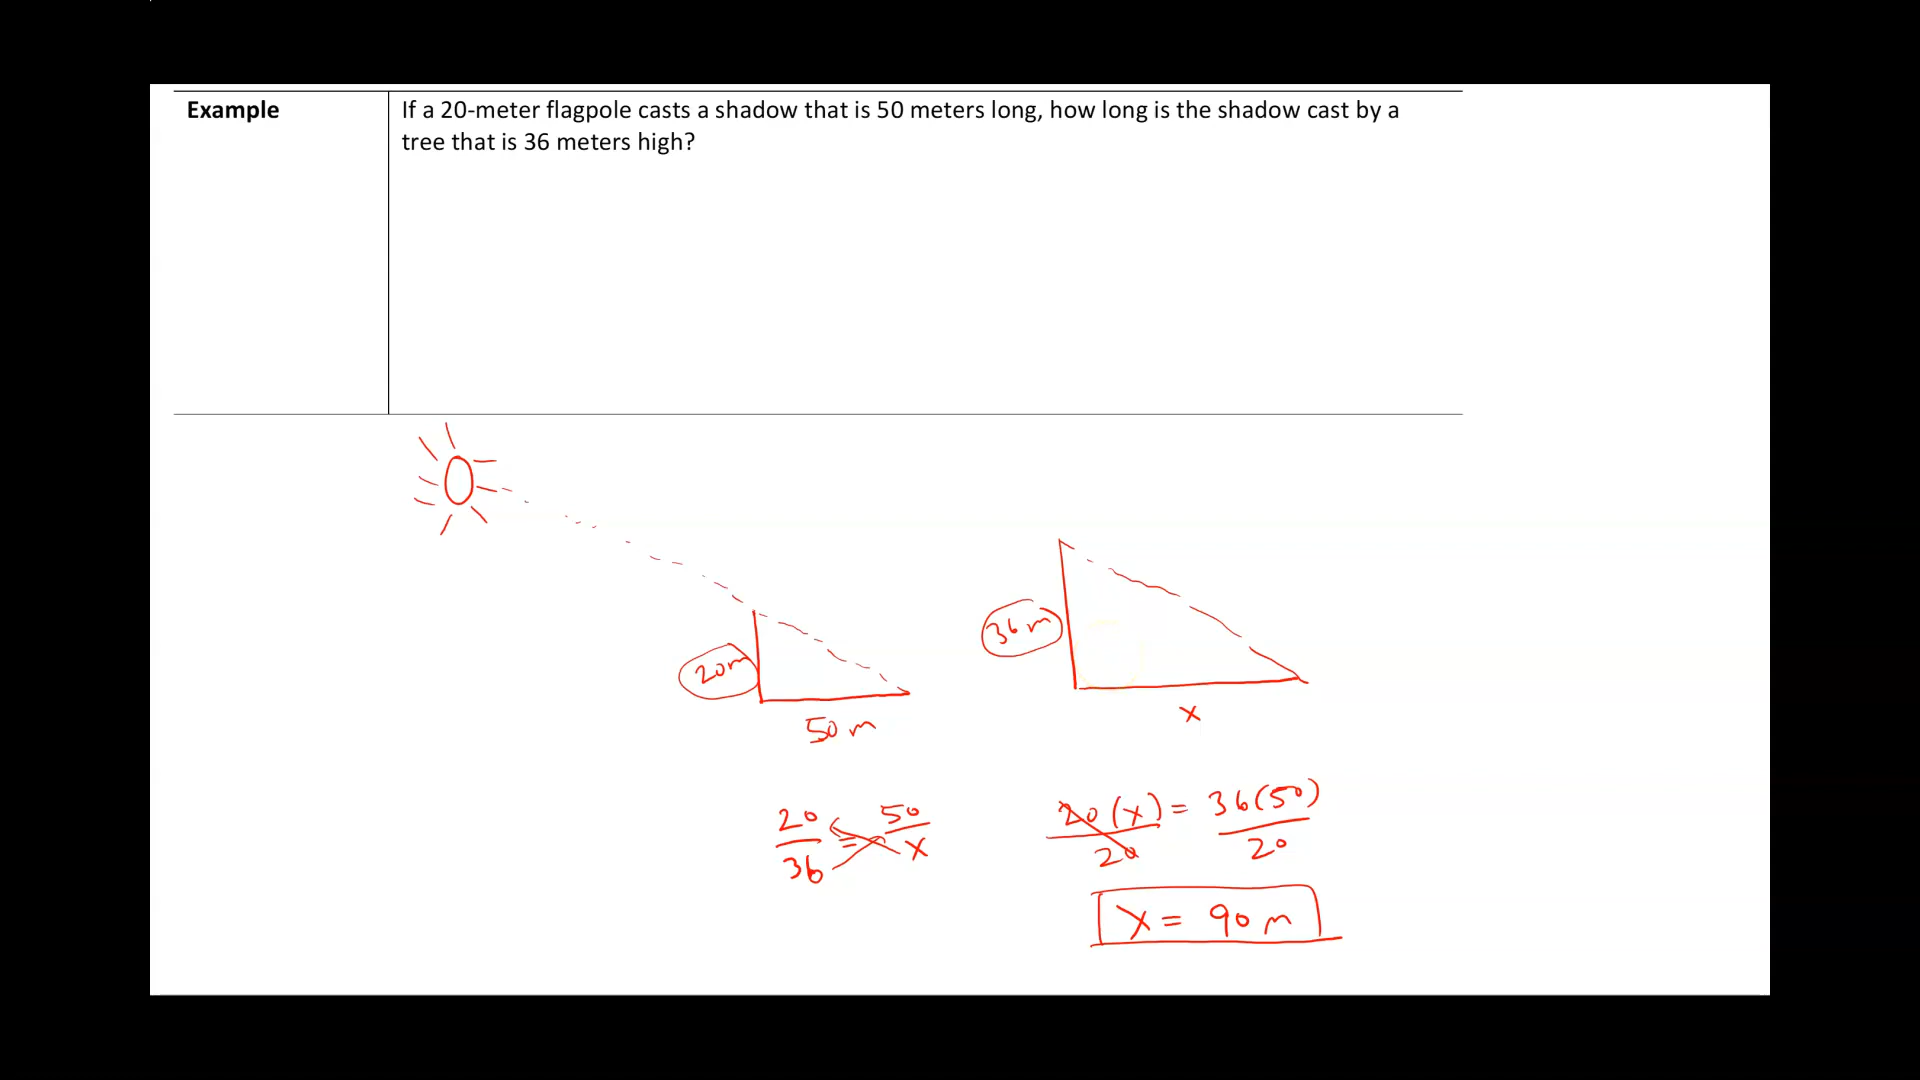 Example
If a 20-meter flagpole casts a shadow that is 50 meters long, how long is the shadow cast by a
tree that is 36 meters high?
20m
50 m
36 m
x
20/36 = 50/x
20(x)/20 = 36(50)/20
x = 90 m